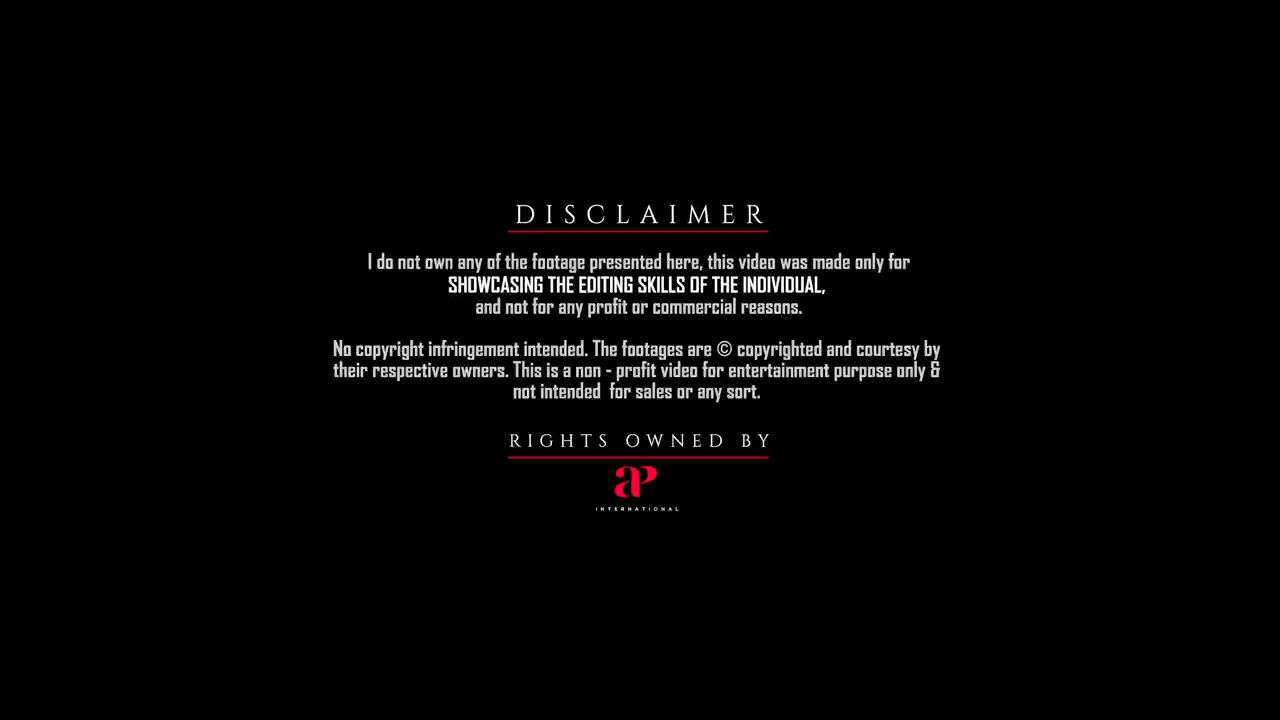 DISCLAIMER
I do not own any of the footage presented here, this video was made only for
SHOWCASING THE EDITING SKILLS OF THE INDIVIDUAL,
and not for any profit or commercial reasons.
No copyright infringement intended. The footages are © copyrighted and courtesy by
their respective owners. This is a non - profit video for entertainment purpose only &
not intended for sales or any sort.
RIGHTS OWNED BY
aP
INTERNATIONAL